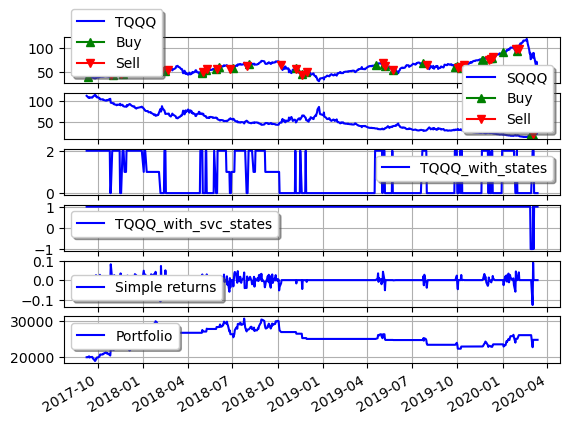 TQQQ
Buy
Sell
100
50
SQQQ
Buy
Sell
100
50
2
0
TQQQ_with_states
1
0
−1
TQQQ_with_svc_states
0.1
0.0
−0.1
Simple returns
30000
20000
Portfolio
2017-10
2018-01
2018-04
2018-07
2018-10
2019-01
2019-04
2019-07
2019-10
2020-01
2020-04